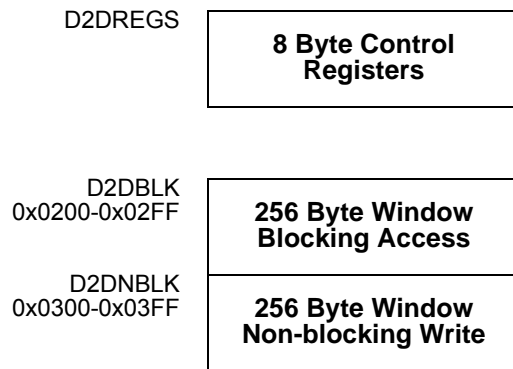 D2DREGS
8 Byte Control
Registers
D2DBLK
0x0200-0x02FF
256 Byte Window
Blocking Access
D2DNBLK
0x0300-0x03FF
256 Byte Window
Non-blocking Write